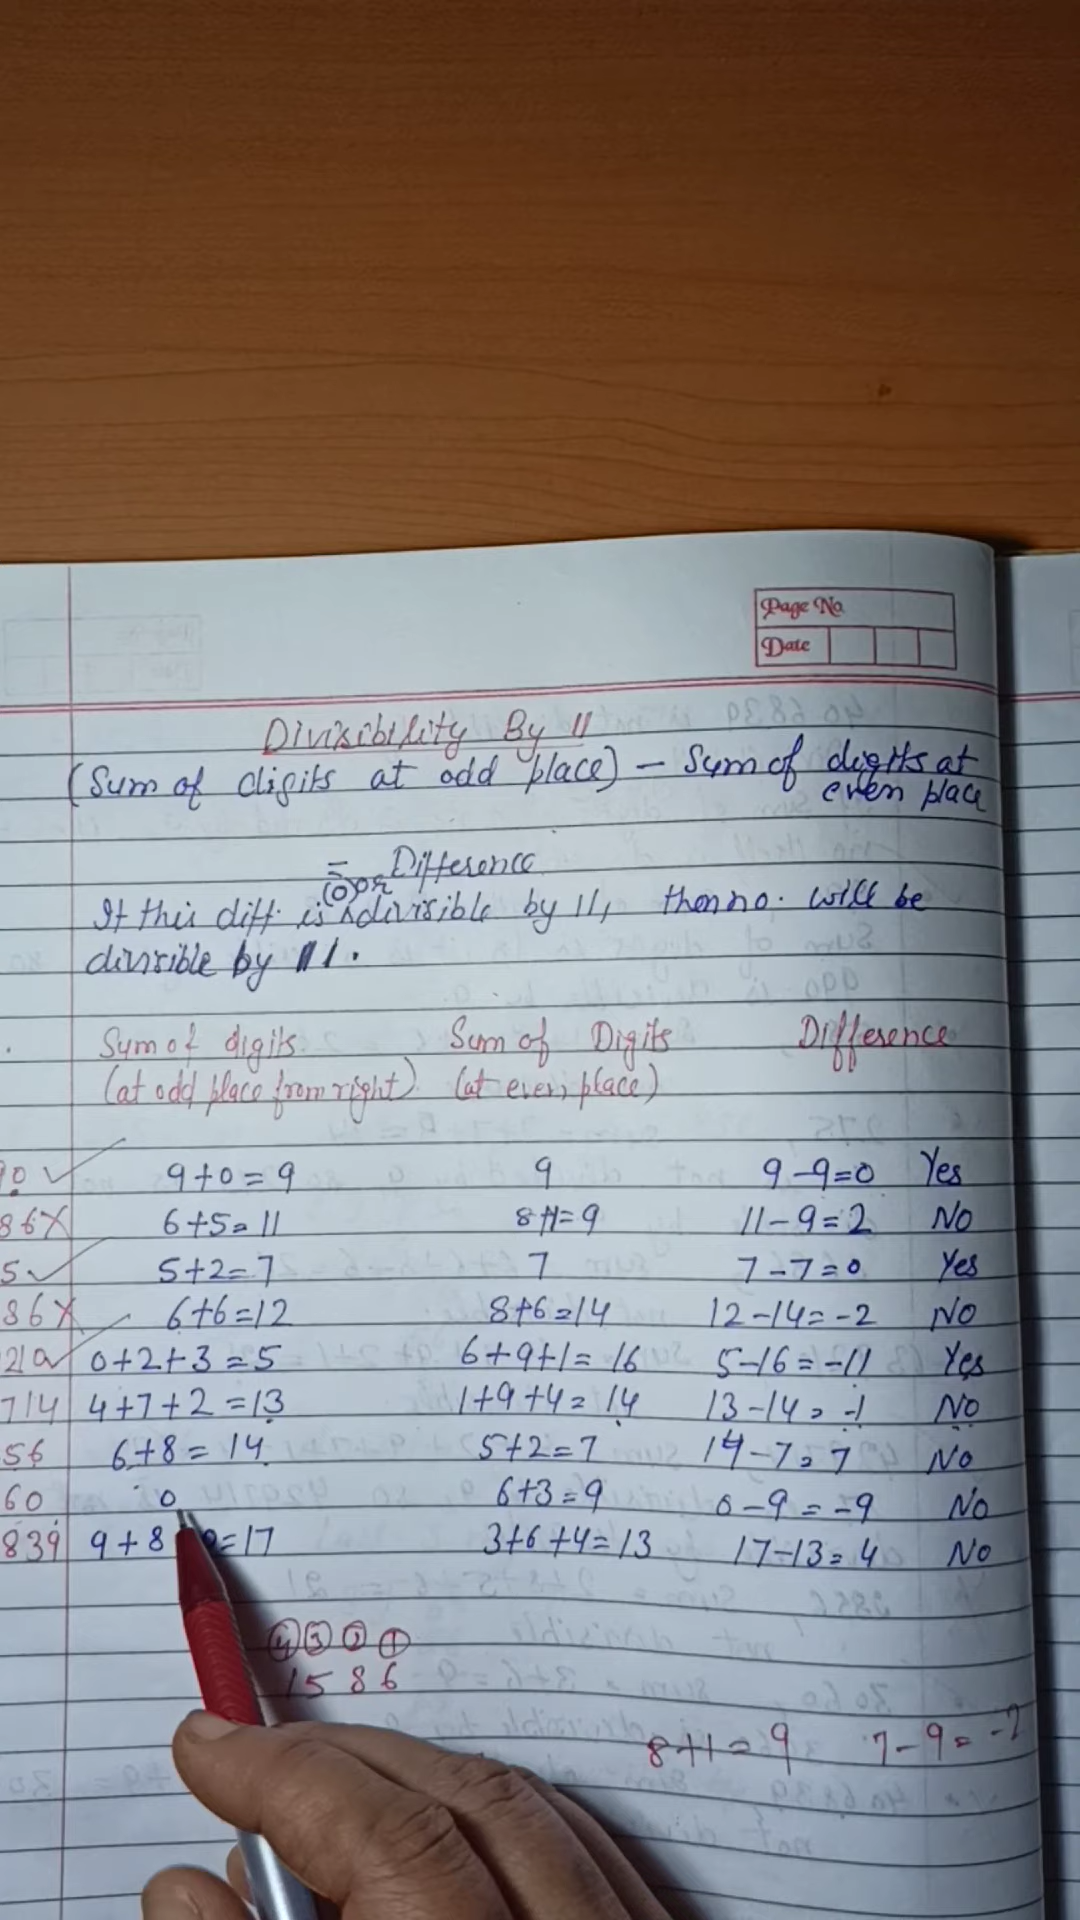 Page No.
Date
Divisibility By 11
(Sum of digits at odd place) - Sum of digits at
even place
= Difference
(0) or
If this diff. is ^ divisible by 11, then no. will be
divisible by 11.
. Sum of digits Sum of Digits Difference
(at odd place from right) (at even place)
90 ✓ 9+0=9 9 9-9=0 Yes
86 X 6+5=11 8+1=9 11-9=2 No
5 ✓ 5+2=7 7 7-7=0 Yes
86 X 6+6=12 8+6=14 12-14=-2 No
210 ✓ 0+2+3=5 6+9+1=16 5-16=-11 Yes
714 4+7+2=13 1+9+4=14 13-14=-1 No
56 6+8=14 5+2=7 14-7=7 No
60 0 6+3=9 0-9=-9 No
839 9+8 0=17 3+6+4=13 17-13=4 No
④ ③ ② ①
1586
8+1=9 7-9=-2